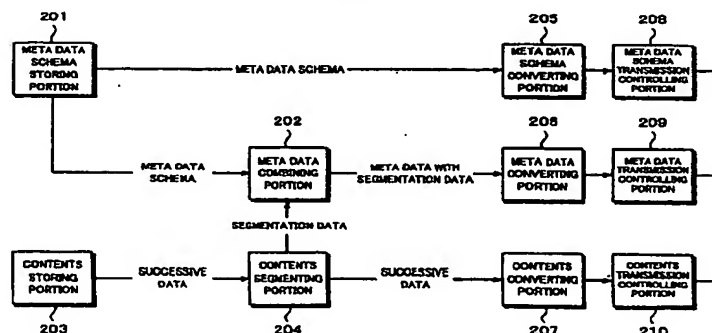 201
META DATA
SCHEMA
STORING
PORTION
META DATA SCHEMA
205
META DATA
SCHEMA
CONVERTING
PORTION
208
META DATA
SCHEMA
TRANSMISSION
CONTROLLING
PORTION
META DATA
SCHEMA
202
META DATA
COMBINING
PORTION
META DATA WITH
SEGMENTATION DATA
206
META DATA
CONVERTING
PORTION
209
META DATA
TRANSMISSION
CONTROLLING
PORTION
SEGMENTATION DATA
CONTENTS
STORING
PORTION
203
SUCCESSIVE
DATA
CONTENTS
SEGMENTING
PORTION
204
SUCCESSIVE
DATA
CONTENTS
CONVERTING
PORTION
207
CONTENTS
TRANSMISSION
CONTROLLING
PORTION
210